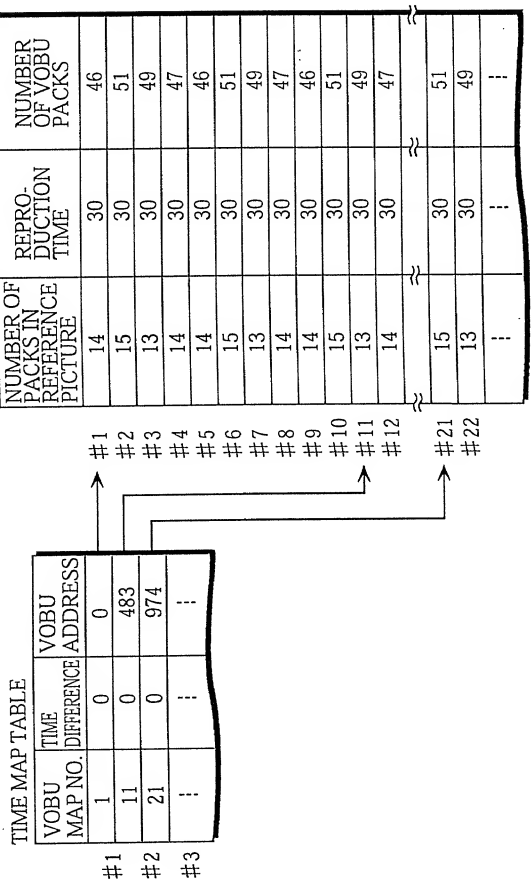 TIME MAP TABLE
VOBU MAP NO. TIME DIFFERENCE VOBU ADDRESS
#1 1 0 0
#2 11 0 483
#3 21 0 974
--- --- ---
NUMBER OF PACKS IN REFERENCE PICTURE REPRO- DUCTION TIME NUMBER OF VOBU PACKS
#1 14 30 46
#2 15 30 51
#3 13 30 49
#4 14 30 47
#5 14 30 46
#6 15 30 51
#7 13 30 49
#8 14 30 47
#9 14 30 46
#10 15 30 51
#11 13 30 49
#12 14 30 47
#21 15 30 51
#22 13 30 49
--- --- ---